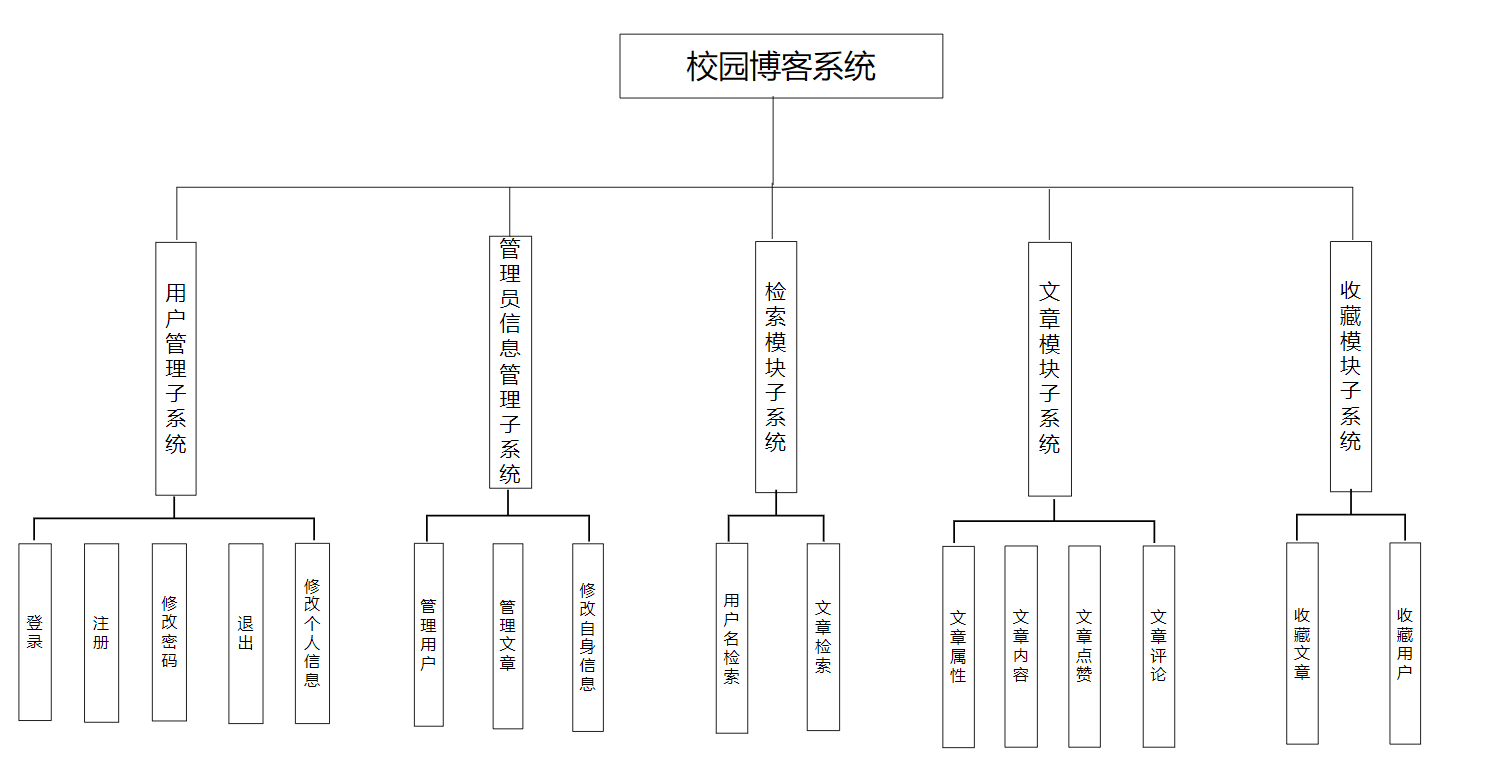 校园博客系统
用户管理子系统
管理员信息管理子系统
检索模块子系统
文章模块子系统
收藏模块子系统
登录
注册
修改密码
退出
修改个人信息
管理用户
管理文章
修改自身信息
用户名检索
文章检索
文章属性
文章内容
文章点赞
文章评论
收藏文章
收藏用户